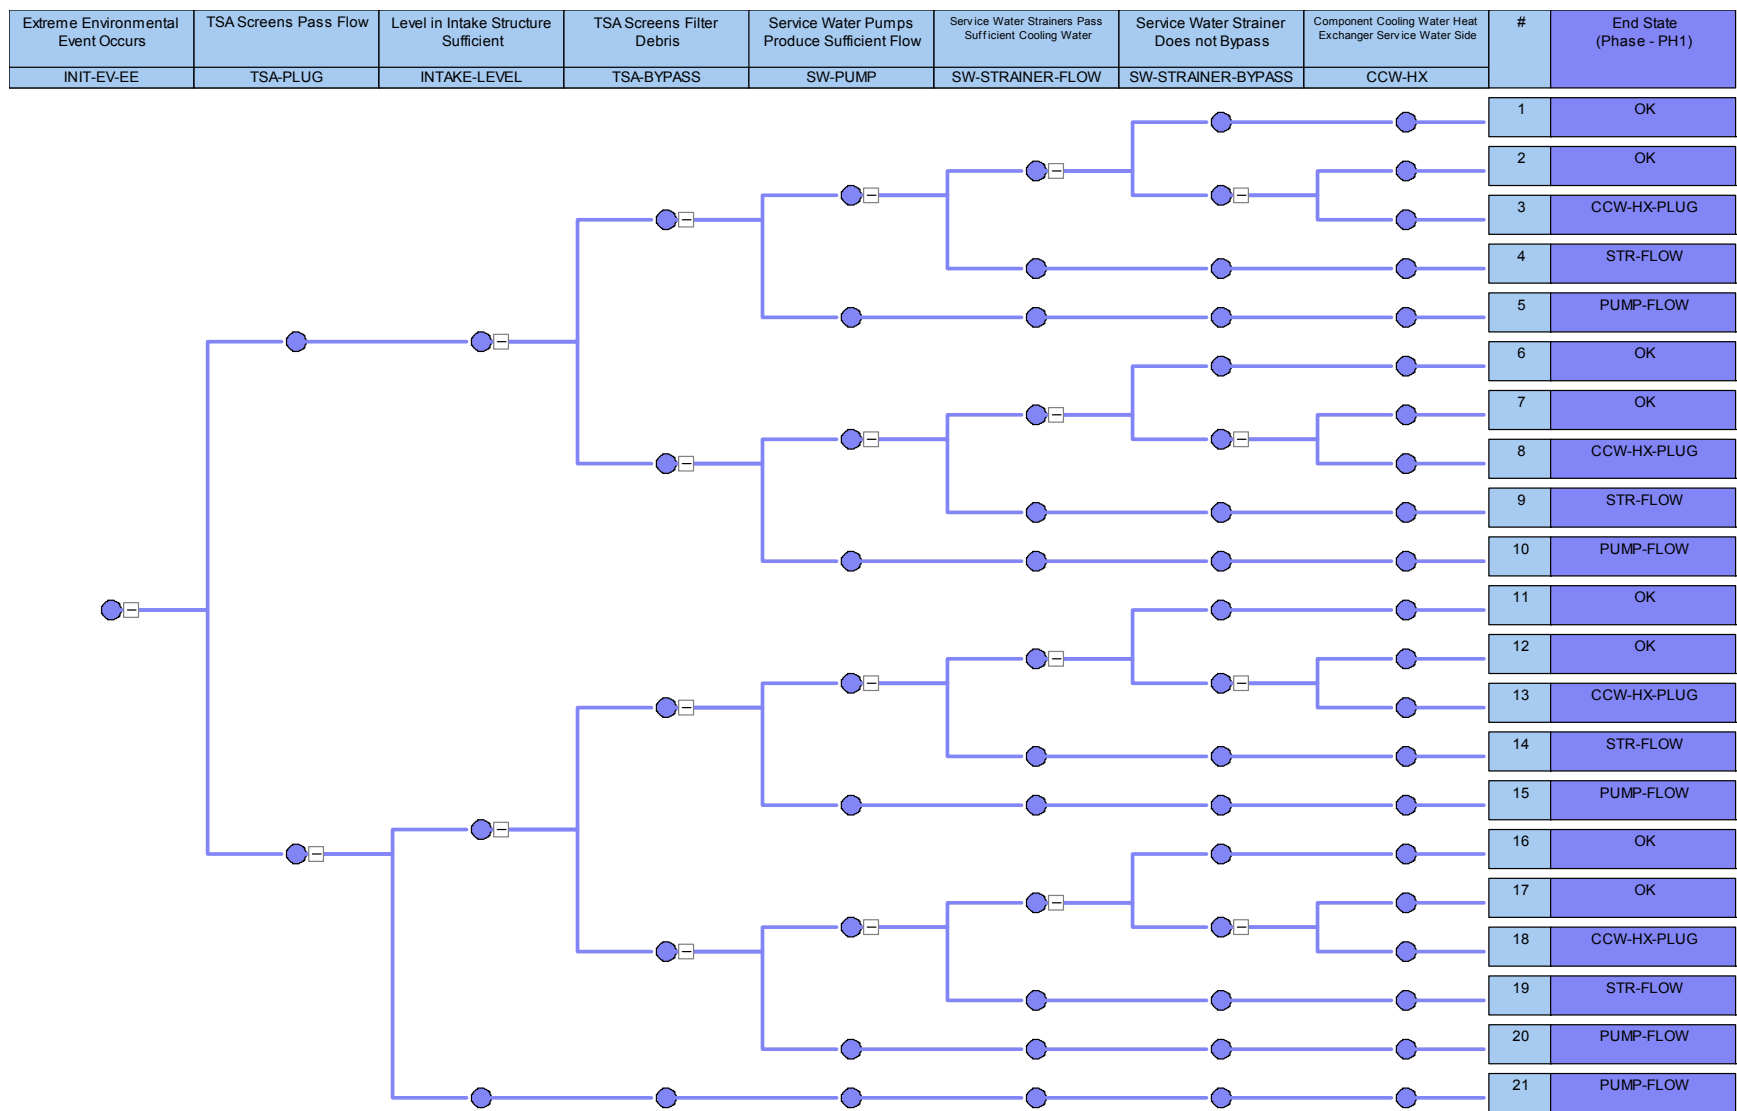 Extreme Environmental
Event Occurs
TSA Screens Pass Flow
Level in Intake Structure
Sufficient
TSA Screens Filter
Debris
Service Water Pumps
Produce Sufficient Flow
Service Water Strainers Pass
Sufficient Cooling Water
Service Water Strainer
Does not Bypass
Component Cooling Water Heat
Exchanger Service Water Side
#
End State
(Phase - PH1)
INIT-EV-EE
TSA-PLUG
INTAKE-LEVEL
TSA-BYPASS
SW-PUMP
SW-STRAINER-FLOW
SW-STRAINER-BYPASS
CCW-HX
1 OK
2 OK
3 CCW-HX-PLUG
4 STR-FLOW
5 PUMP-FLOW
6 OK
7 OK
8 CCW-HX-PLUG
9 STR-FLOW
10 PUMP-FLOW
11 OK
12 OK
13 CCW-HX-PLUG
14 STR-FLOW
15 PUMP-FLOW
16 OK
17 OK
18 CCW-HX-PLUG
19 STR-FLOW
20 PUMP-FLOW
21 PUMP-FLOW